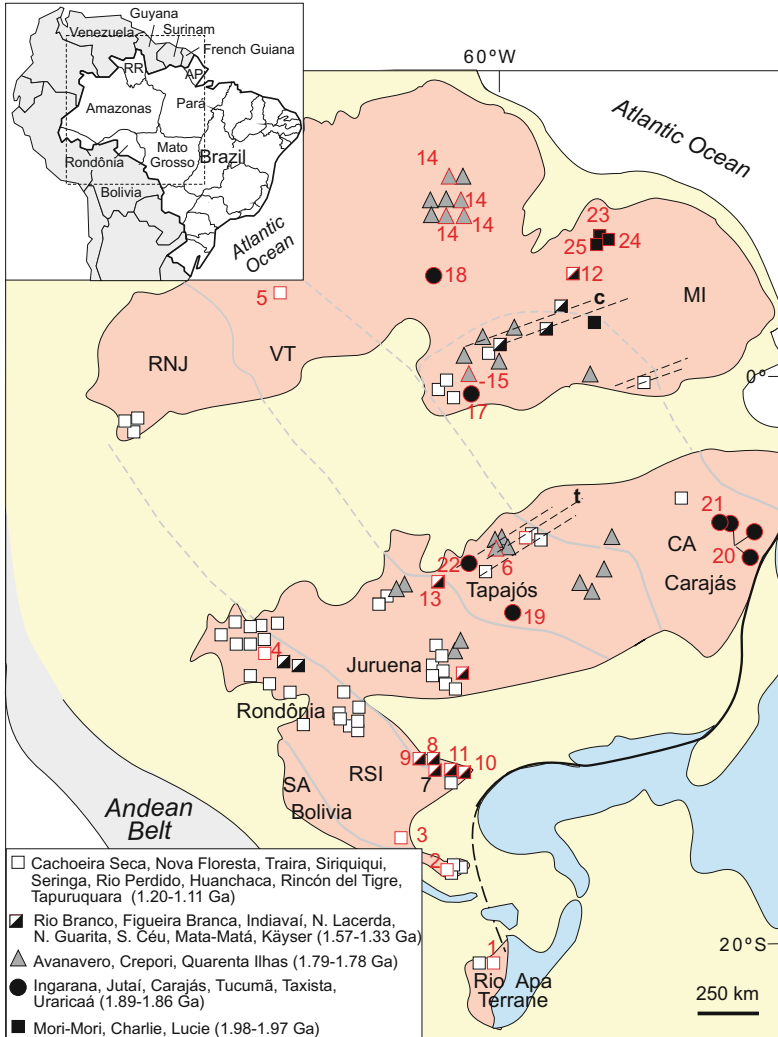 Guyana
Venezuela
Surinam
French Guiana
RR
AP
Amazonas
Pará
Mato
Grosso
Brazil
Rondônia
Bolivia
Atlantic
Ocean
60°W
Atlantic Ocean
14
14
14
14
23
25
24
12
18
5
c
MI
VT
RNJ
-15
17
0°
t
21
CA
22
6
20
13
Tapajós
Carajás
19
4
Juruena
Rondônia
8
9
11
10
RSI
7
SA
Bolivia
Andean
Belt
3
2
20°S
1
Rio Apa
Terrane
250 km
Cachoeira Seca, Nova Floresta, Traira, Siriquiqui,
Seringa, Rio Perdido, Huanchaca, Rincón del Tigre,
Tapuruquara (1.20-1.11 Ga)
Rio Branco, Figueira Branca, Indiavaí, N. Lacerda,
N. Guarita, S. Céu, Mata-Matá, Käyser (1.57-1.33 Ga)
Avanavero, Crepori, Quarenta Ilhas (1.79-1.78 Ga)
Ingarana, Jutaí, Carajás, Tucumã, Taxista,
Uraricaá (1.89-1.86 Ga)
Mori-Mori, Charlie, Lucie (1.98-1.97 Ga)